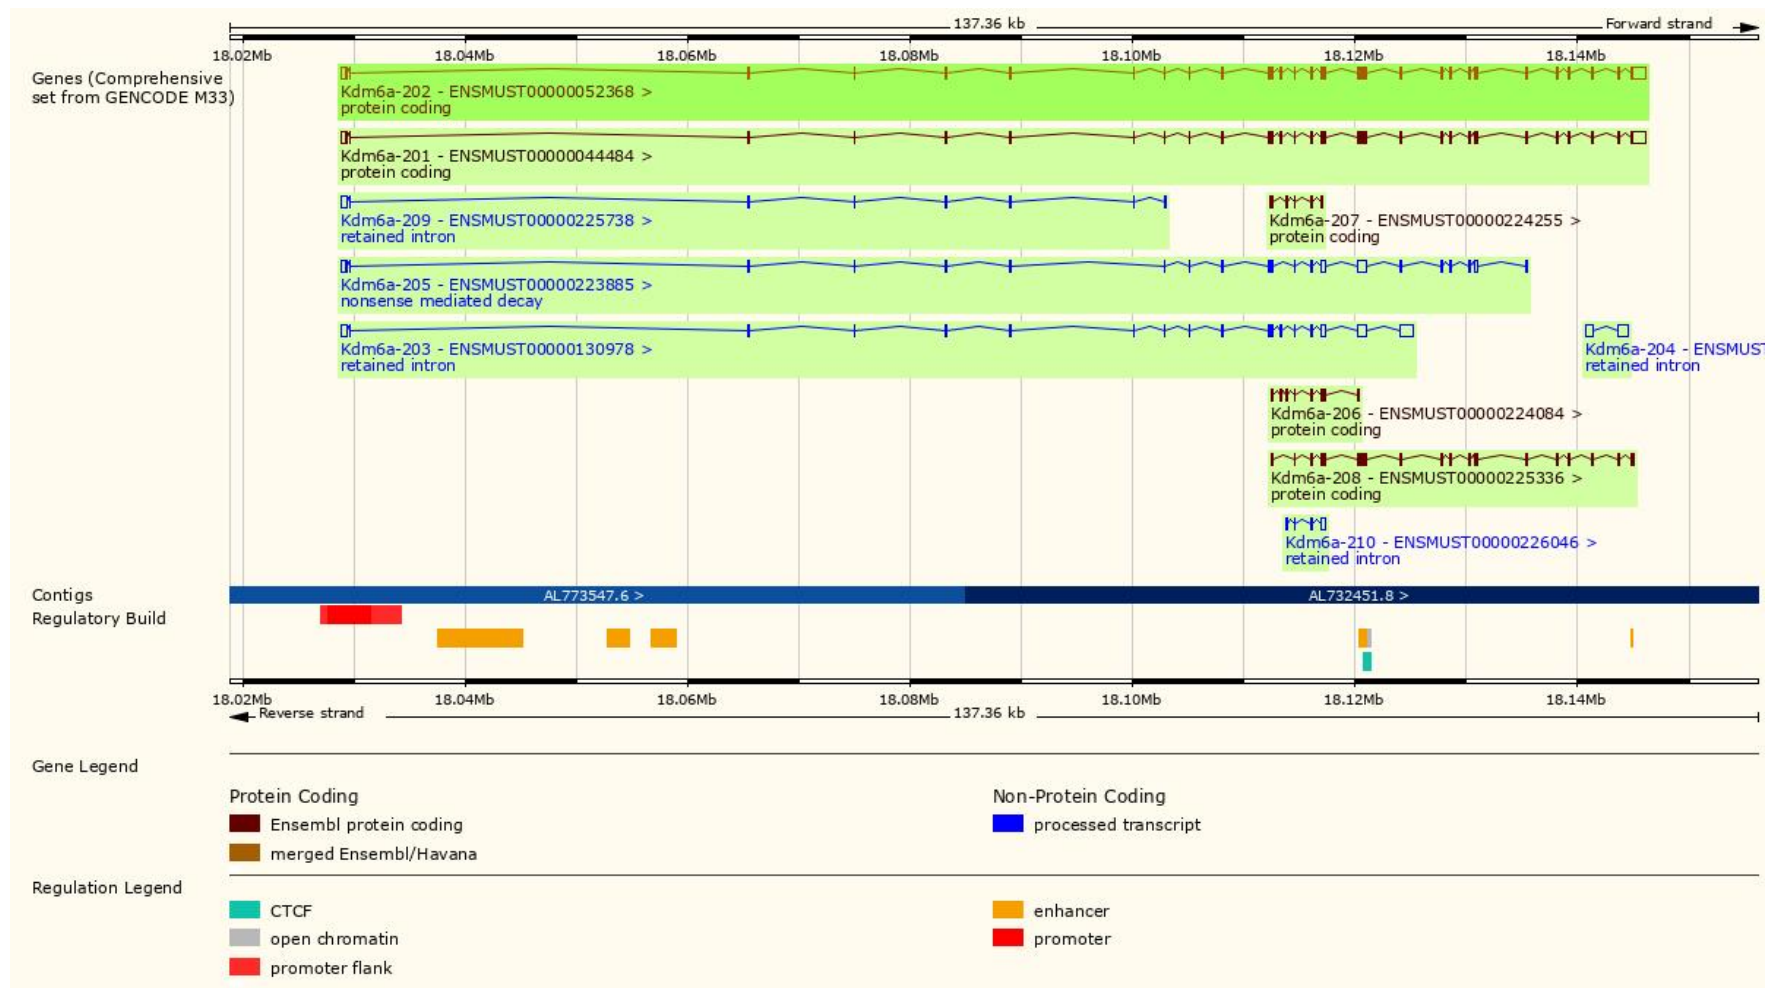 137.36 kb Forward strand
18.02Mb 18.04Mb 18.06Mb 18.08Mb 18.10Mb 18.12Mb 18.14Mb
Genes (Comprehensive
set from GENCODE M33)
Kdm6a-202 - ENSMUST00000052368 >
protein coding
Kdm6a-201 - ENSMUST00000044484 >
protein coding
Kdm6a-209 - ENSMUST00000225738 > Kdm6a-207 - ENSMUST00000224255 >
retained intron protein coding
Kdm6a-205 - ENSMUST00000223885 >
nonsense mediated decay
Kdm6a-203 - ENSMUST00000130978 > Kdm6a-204 - ENSMUST
retained intron retained intron
Kdm6a-206 - ENSMUST00000224084 >
protein coding
Kdm6a-208 - ENSMUST00000225336 >
protein coding
Kdm6a-210 - ENSMUST00000226046 >
retained intron
Contigs AL773547.6 > AL732451.8 >
Regulatory Build
18.02Mb 18.04Mb 18.06Mb 18.08Mb 18.10Mb 18.12Mb 18.14Mb
Reverse strand 137.36 kb
Gene Legend
Protein Coding Non-Protein Coding
Ensembl protein coding processed transcript
merged Ensembl/Havana
Regulation Legend
CTCF enhancer
open chromatin promoter
promoter flank